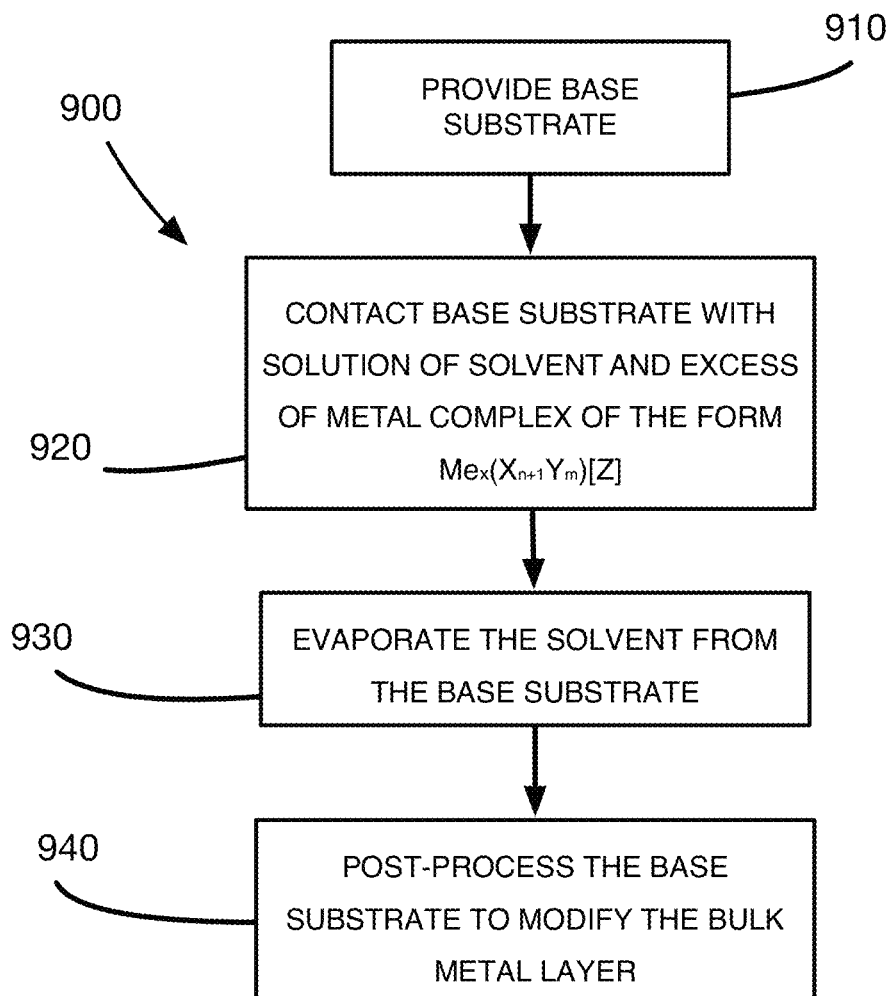 910
PROVIDE BASE
SUBSTRATE
900
CONTACT BASE SUBSTRATE WITH
SOLUTION OF SOLVENT AND EXCESS
OF METAL COMPLEX OF THE FORM
Meₓ(Xₙ₊₁Yₘ)[Z]
920
930
EVAPORATE THE SOLVENT FROM
THE BASE SUBSTRATE
940
POST-PROCESS THE BASE
SUBSTRATE TO MODIFY THE BULK
METAL LAYER